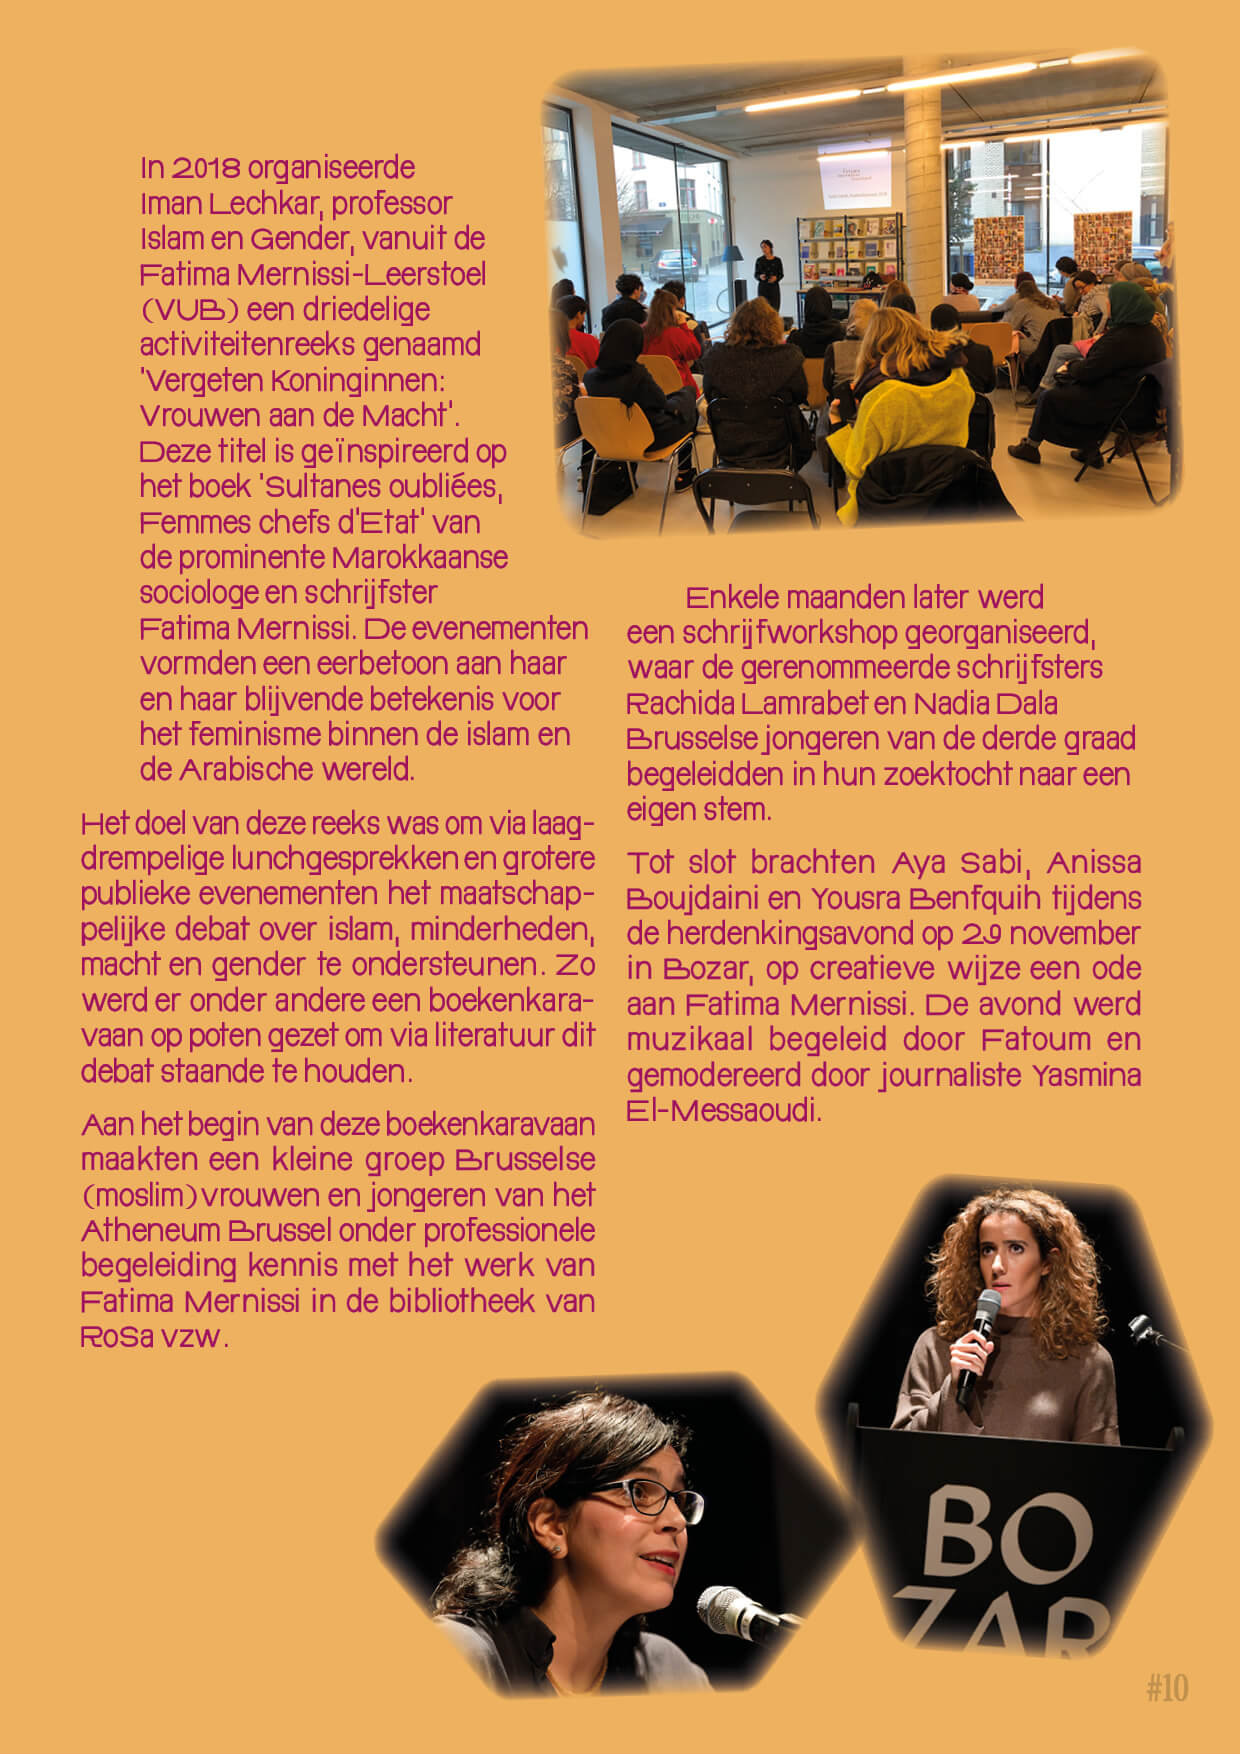 In 2018 organiseerde
Iman Lechkar, professor
Islam en Gender, vanuit de
Fatima Mernissi-Leerstoel
(VUB) een driedelige
activiteitenreeks genaamd
'Vergeten Koninginnen:
Vrouwen aan de Macht'.
Deze titel is geïnspireerd op
het boek 'Sultanes oubliées,
Femmes chefs d'Etat' van
de prominente Marokkaanse
sociologe en schrijfster
Fatima Mernissi. De evenementen
vormden een eerbetoon aan haar
en haar blijvende betekenis voor
het feminisme binnen de islam en
de Arabische wereld.
Het doel van deze reeks was om via laag-
drempelige lunchgesprekken en grotere
publieke evenementen het maatschap-
pelijke debat over islam, minderheden,
macht en gender te ondersteunen. Zo
werd er onder andere een boekenkara-
vaan op poten gezet om via literatuur dit
debat staande te houden.
Aan het begin van deze boekenkaravaan
maakten een kleine groep Brusselse
(moslim)vrouwen en jongeren van het
Atheneum Brussel onder professionele
begeleiding kennis met het werk van
Fatima Mernissi in de bibliotheek van
RoSa vzw.
Enkele maanden later werd
een schrijfworkshop georganiseerd,
waar de gerenommeerde schrijfsters
Rachida Lamrabet en Nadia Dala
Brusselse jongeren van de derde graad
begeleidden in hun zoektocht naar een
eigen stem.
Tot slot brachten Aya Sabi, Anissa
Boujdaini en Yousra Benfquih tijdens
de herdenkingsavond op 29 november
in Bozar, op creatieve wijze een ode
aan Fatima Mernissi. De avond werd
muzikaal begeleid door Fatoum en
gemodereerd door journaliste Yasmina
El-Messaoudi.
BO
ZAR
#10